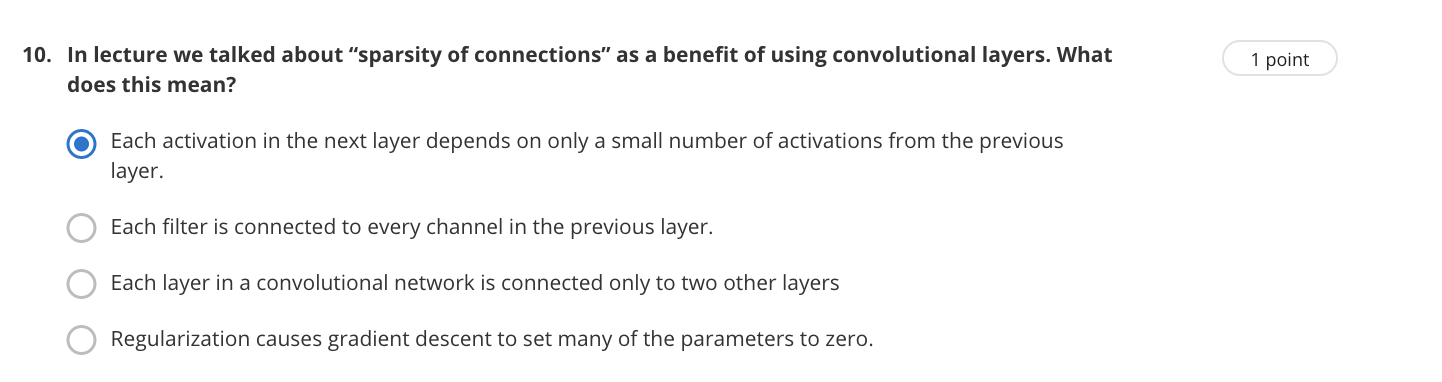 10. In lecture we talked about “sparsity of connections” as a benefit of using convolutional layers. What
does this mean?
1 point
Each activation in the next layer depends on only a small number of activations from the previous
layer.
Each filter is connected to every channel in the previous layer.
Each layer in a convolutional network is connected only to two other layers
Regularization causes gradient descent to set many of the parameters to zero.